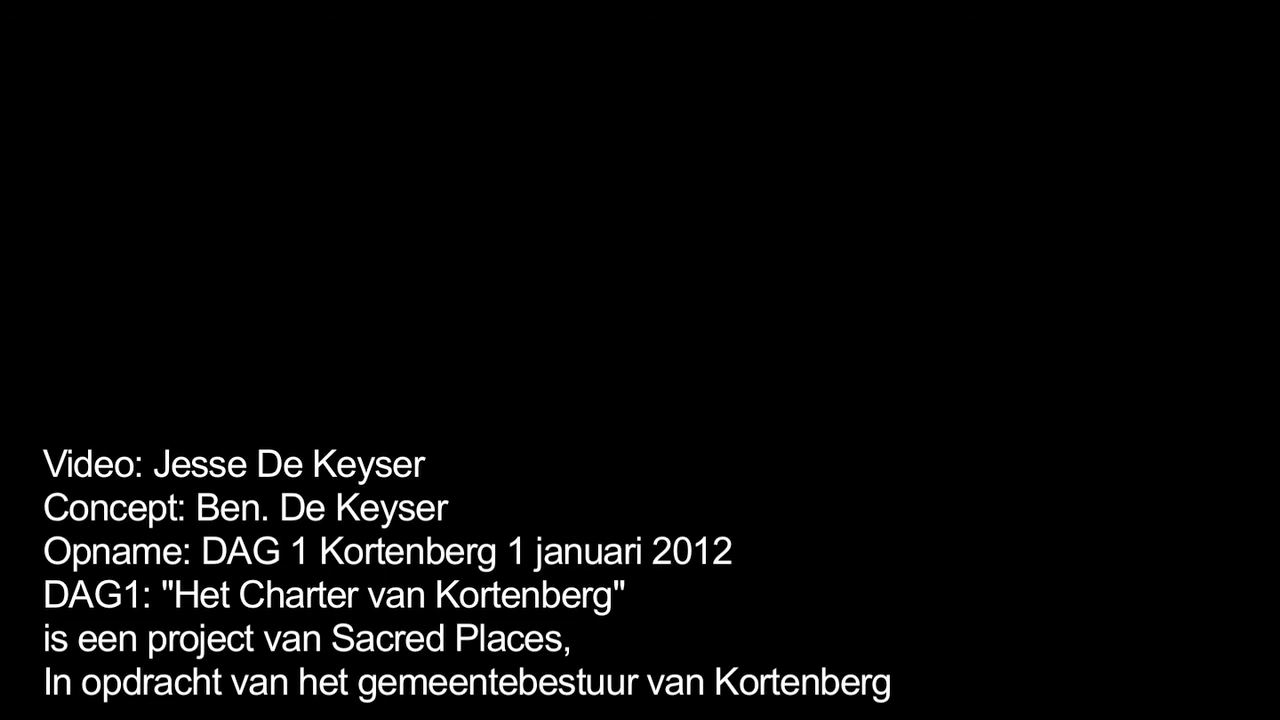 Video: Jesse De Keyser
Concept: Ben. De Keyser
Opname: DAG 1 Kortenberg 1 januari 2012
DAG1: "Het Charter van Kortenberg"
is een project van Sacred Places,
In opdracht van het gemeentebestuur van Kortenberg